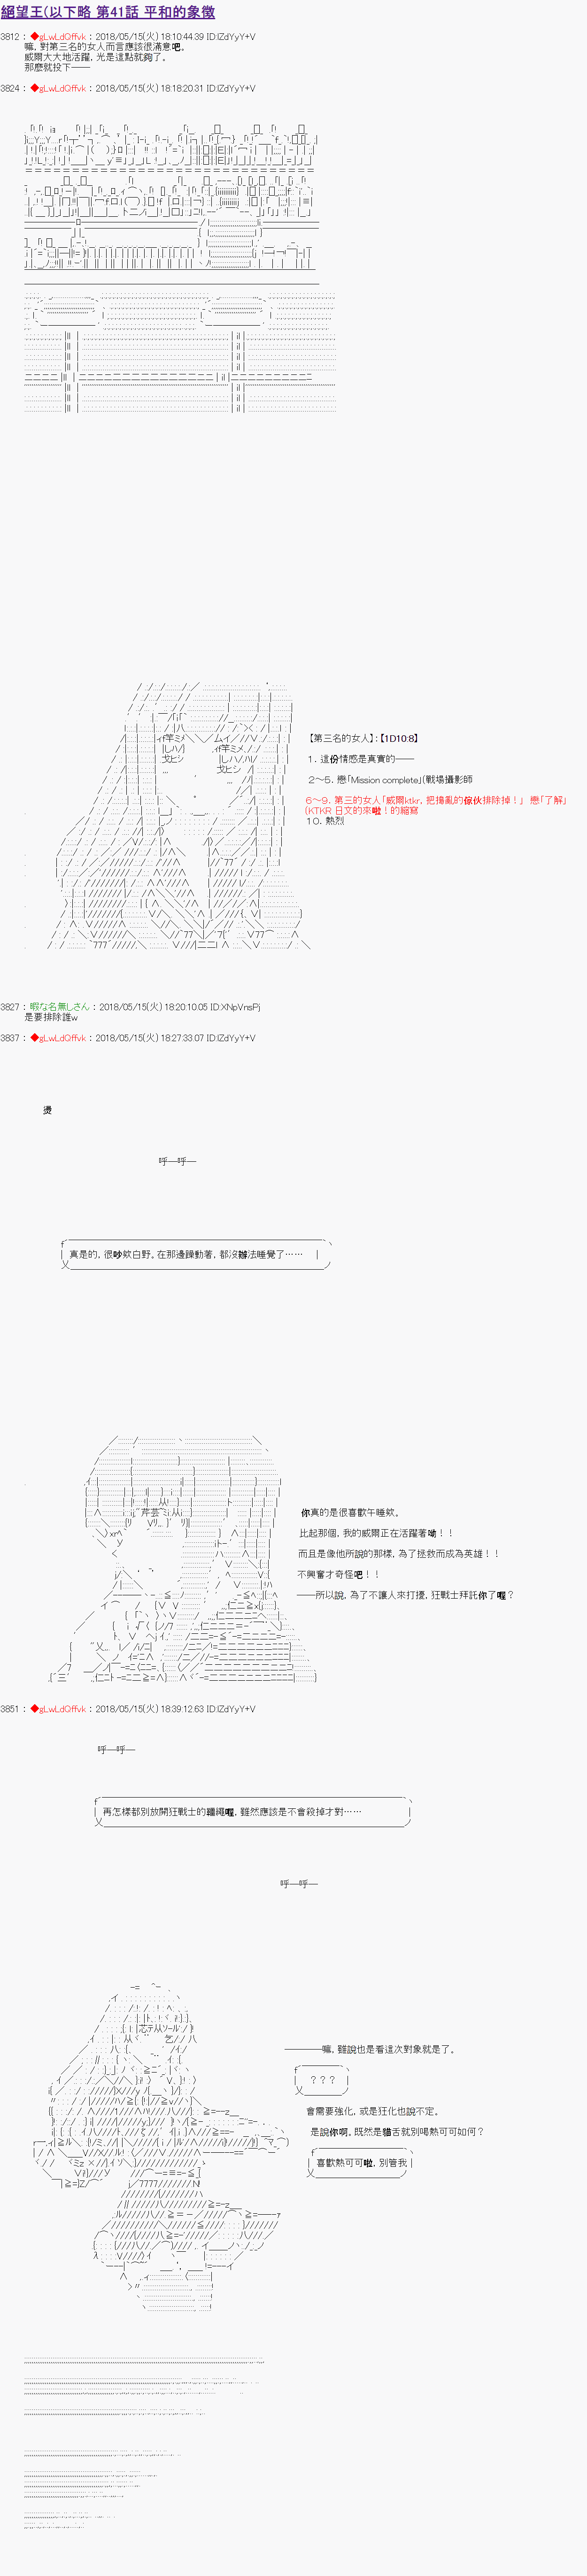 絕望王(以下略 第41話 平和的象徵
3812 : ◆gLwLdQffvk : 2018/05/15(火) 18:10:44.39 ID:lZdYyY+V
嘛，對第三名的女人而言應該很滿意吧。
威爾大大地活躍，光是這點就夠了。
那麼就投下──
3824 : ◆gLwLdQffvk : 2018/05/15(火) 18:18:20.31 ID:lZdYyY+V
【第三名的女人】：【1D10:8】
１．這份情感是真實的──
２～５．戀「Mission complete」（戰場攝影師
６～９．第三的女人「威爾ktkr，把搗亂的傢伙排除掉！」　戀「了解」
（KTKR 日文的來啦！的縮寫
１０．熱烈
3827 : 暇な名無しさん : 2018/05/15(火) 18:20:10.05 ID:XNpVnsPj
是要排除誰w
3837 : ◆gLwLdQffvk : 2018/05/15(火) 18:27:33.07 ID:lZdYyY+V
燙
呼─呼─
真是的，很吵欸白野。在那邊躁動著，都沒辦法睡覺了……
你真的是很喜歡午睡欸。
比起那個，我的威爾正在活躍著呦！！
而且是像他所說的那樣，為了拯救而成為英雄！！
不興奮才奇怪吧！！
──所以說，為了不讓人來打擾，狂戰士拜託你了喔？
3851 : ◆gLwLdQffvk : 2018/05/15(火) 18:39:12.63 ID:lZdYyY+V
呼─呼─
再怎樣都別放開狂戰士的韁繩喔，雖然應該是不會殺掉才對……
呼─呼─
────嘛，雖說也是看這次對象就是了。
？？？
會需要強化，或是狂化也說不定。
是說你啊，既然是貓舌就別喝熱可可如何？
喜歡熱可可啦，別管我